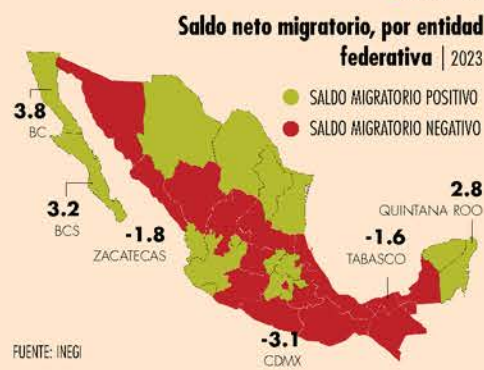 Saldo neto migratorio, por entidad
federativa | 2023
SALDO MIGRATORIO POSITIVO
SALDO MIGRATORIO NEGATIVO
3.8
BC
3.2
BCS
-1.8
ZACATECAS
2.8
QUINTANA ROO
-1.6
TABASCO
-3.1
CDMX
FUENTE: INEGI